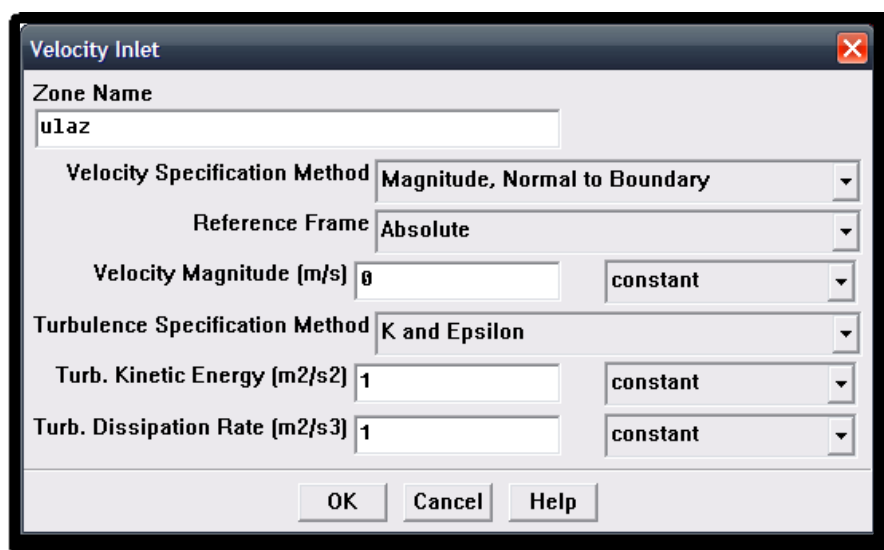 Velocity Inlet
Zone Name
ulaz
Velocity Specification Method Magnitude, Normal to Boundary
Reference Frame Absolute
Velocity Magnitude (m/s) 0 constant
Turbulence Specification Method K and Epsilon
Turb. Kinetic Energy (m2/s2) 1 constant
Turb. Dissipation Rate (m2/s3) 1 constant
OK Cancel Help